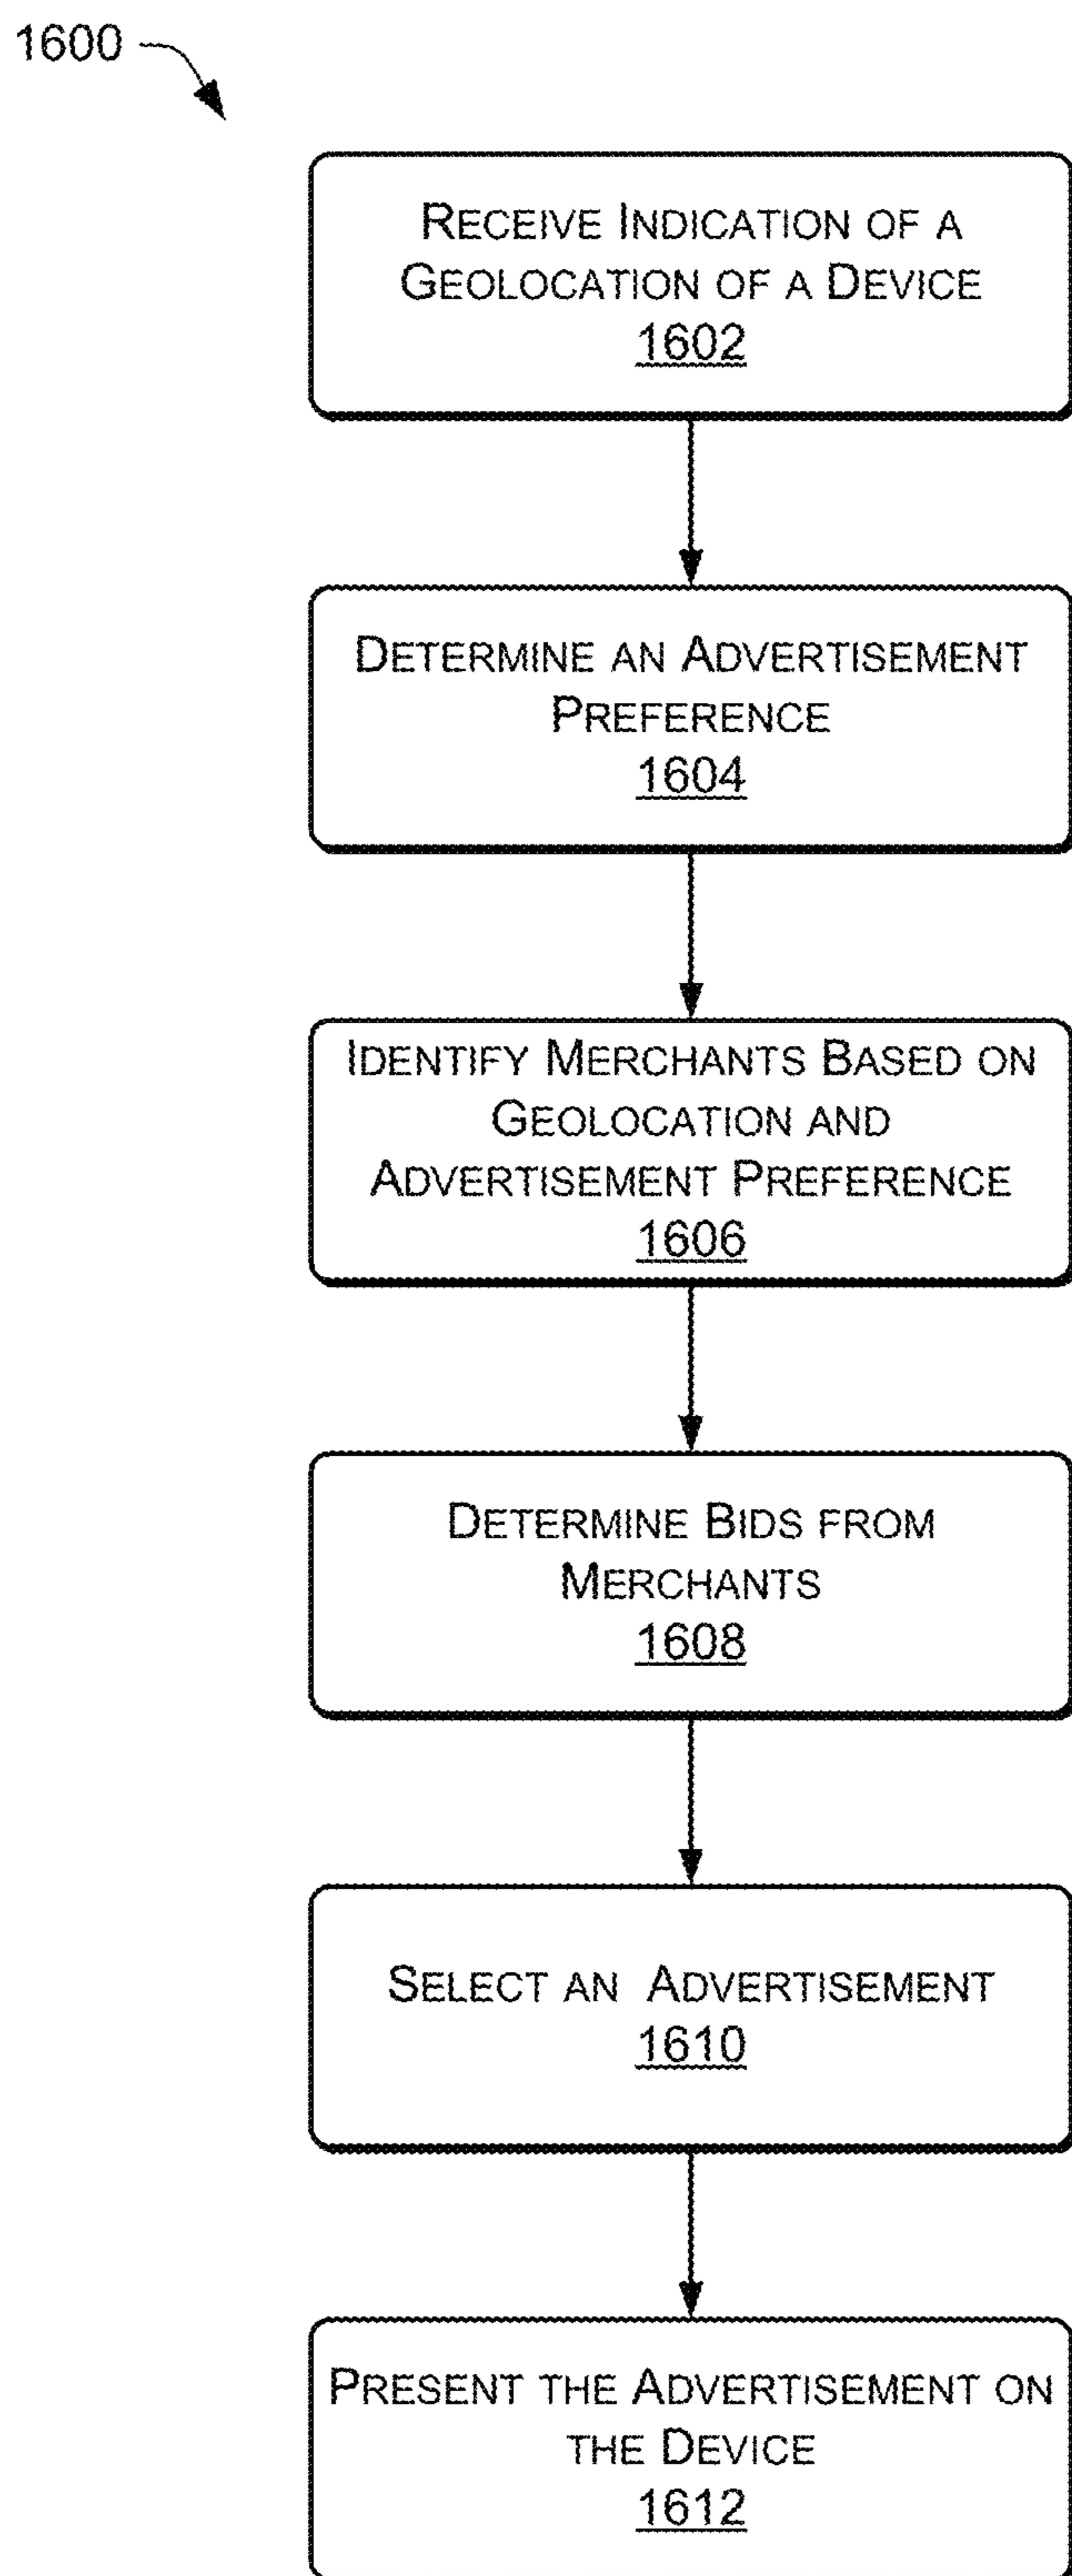 1600
RECEIVE INDICATION OF A
GEOLOCATION OF A DEVICE
1602
DETERMINE AN ADVERTISEMENT
PREFERENCE
1604
IDENTIFY MERCHANTS BASED ON
GEOLOCATION AND
ADVERTISEMENT PREFERENCE
1606
DETERMINE BIDS FROM
MERCHANTS
1608
SELECT AN ADVERTISEMENT
1610
PRESENT THE ADVERTISEMENT ON
THE DEVICE
1612